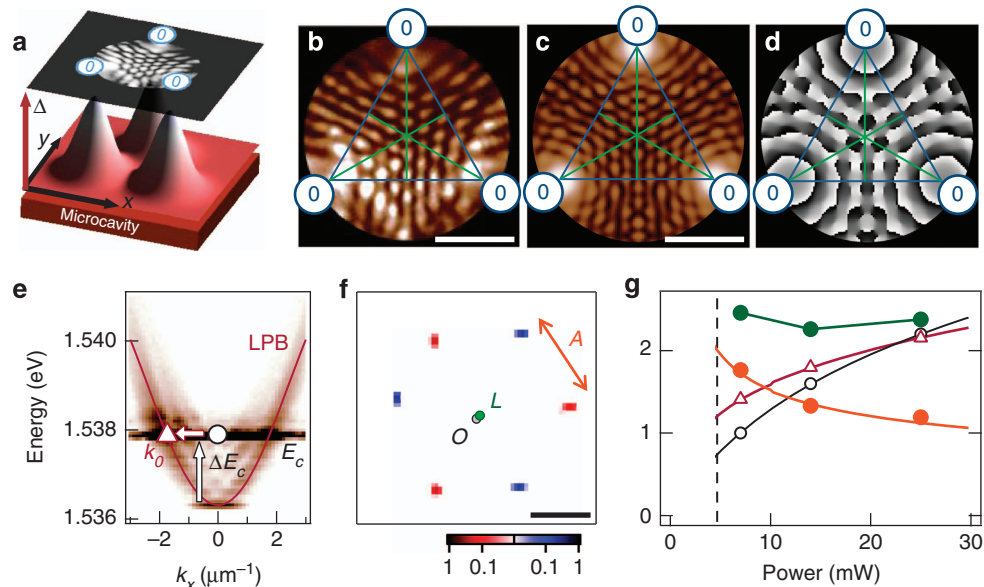 a
0
0
0
Δ
y
x
Microcavity
b
0
0
0
c
0
0
0
d
0
0
0
e
1.540
1.538
1.536
Energy (eV)
LPB
k0
ΔEc
Ec
−2
0
2
kx (μm−1)
f
A
L
O
1
0.1
0.1
1
g
2
1
0
0
10
20
30
Power (mW)